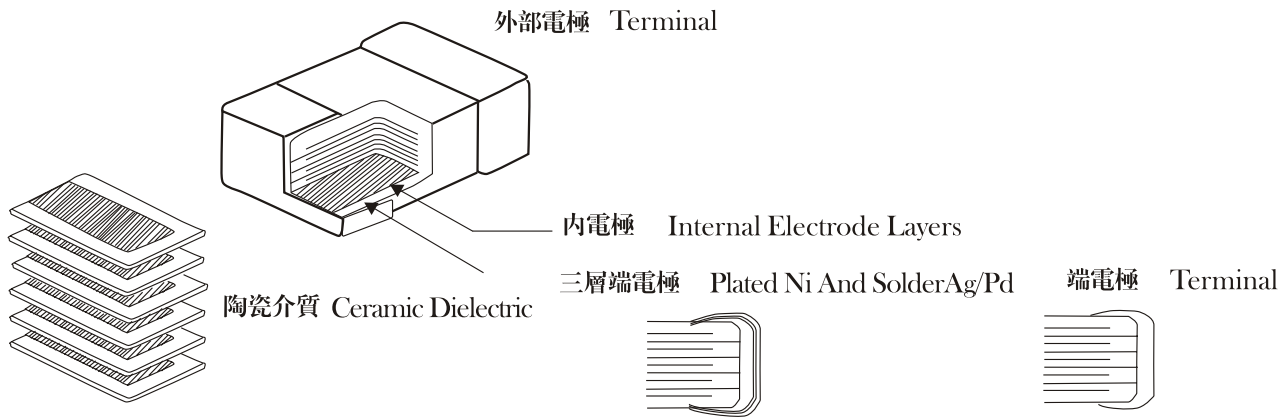 外部電極 Terminal
内電極 Internal Electrode Layers
三層端電極 Plated Ni And SolderAg/Pd
端電極 Terminal
陶瓷介質 Ceramic Dielectric